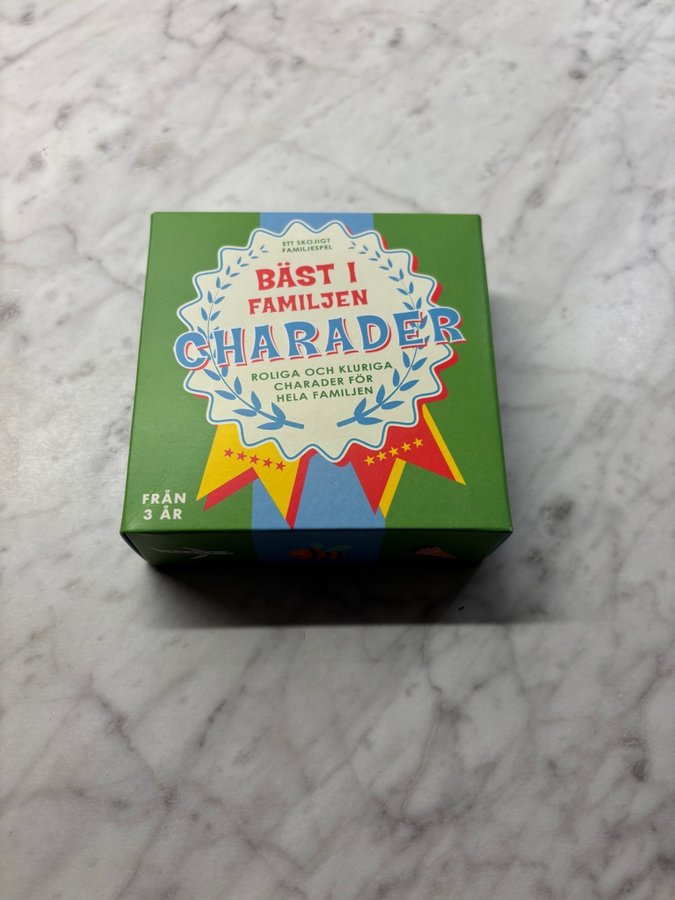 ETT SKOJIGT
FAMILJESPEL
BÄST I
FAMILJEN
CHARADER
ROLIGA OCH KLURIGA
CHARADER FÖR
HELA FAMILJEN
FRÅN
3 ÅR